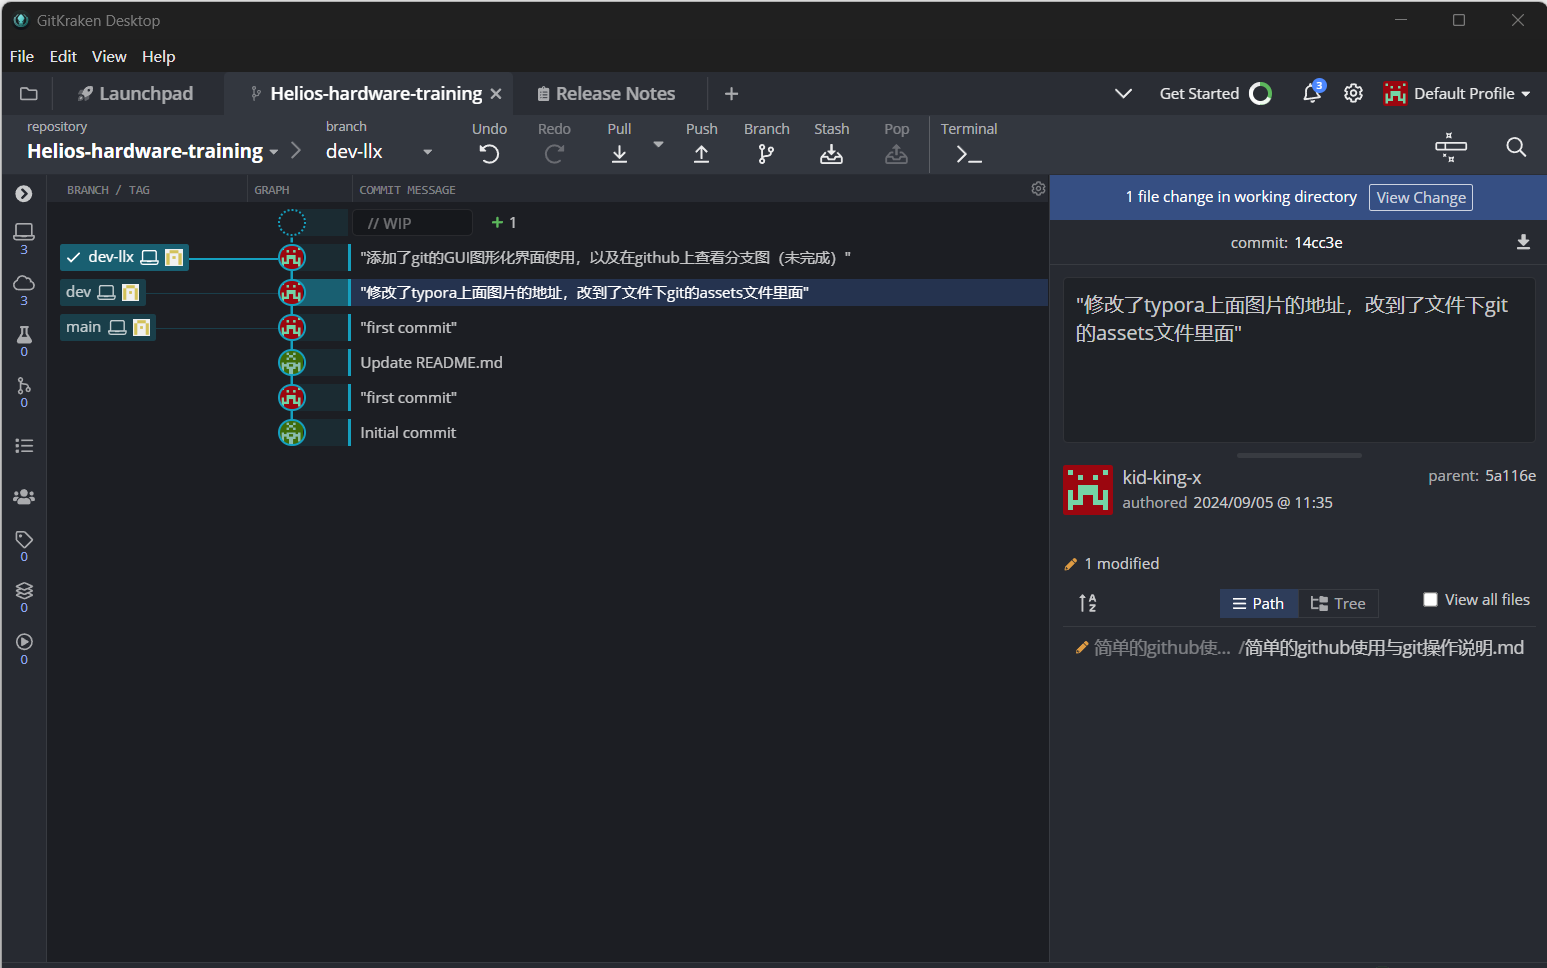 GitKraken Desktop
File Edit View Help
Launchpad Helios-hardware-training Release Notes Get Started 3 Default Profile
repository branch Undo Redo Pull Push Branch Stash Pop Terminal
Helios-hardware-training dev-llx
BRANCH / TAG GRAPH COMMIT MESSAGE
1 file change in working directory View Change
// WIP + 1
commit: 14cc3e
dev-llx "添加了git的GUI图形化界面使用，以及在github上查看分支图（未完成）"
dev "修改了typora上面图片的地址，改到了文件下git的assets文件里面"
main "first commit"
Update README.md
"first commit"
Initial commit
3
3
0
0
0
0
0
"修改了typora上面图片的地址，改到了文件下git
的assets文件里面"
kid-king-x parent: 5a116e
authored 2024/09/05 @ 11:35
1 modified
A Z Path Tree View all files
简单的github使... /简单的github使用与git操作说明.md